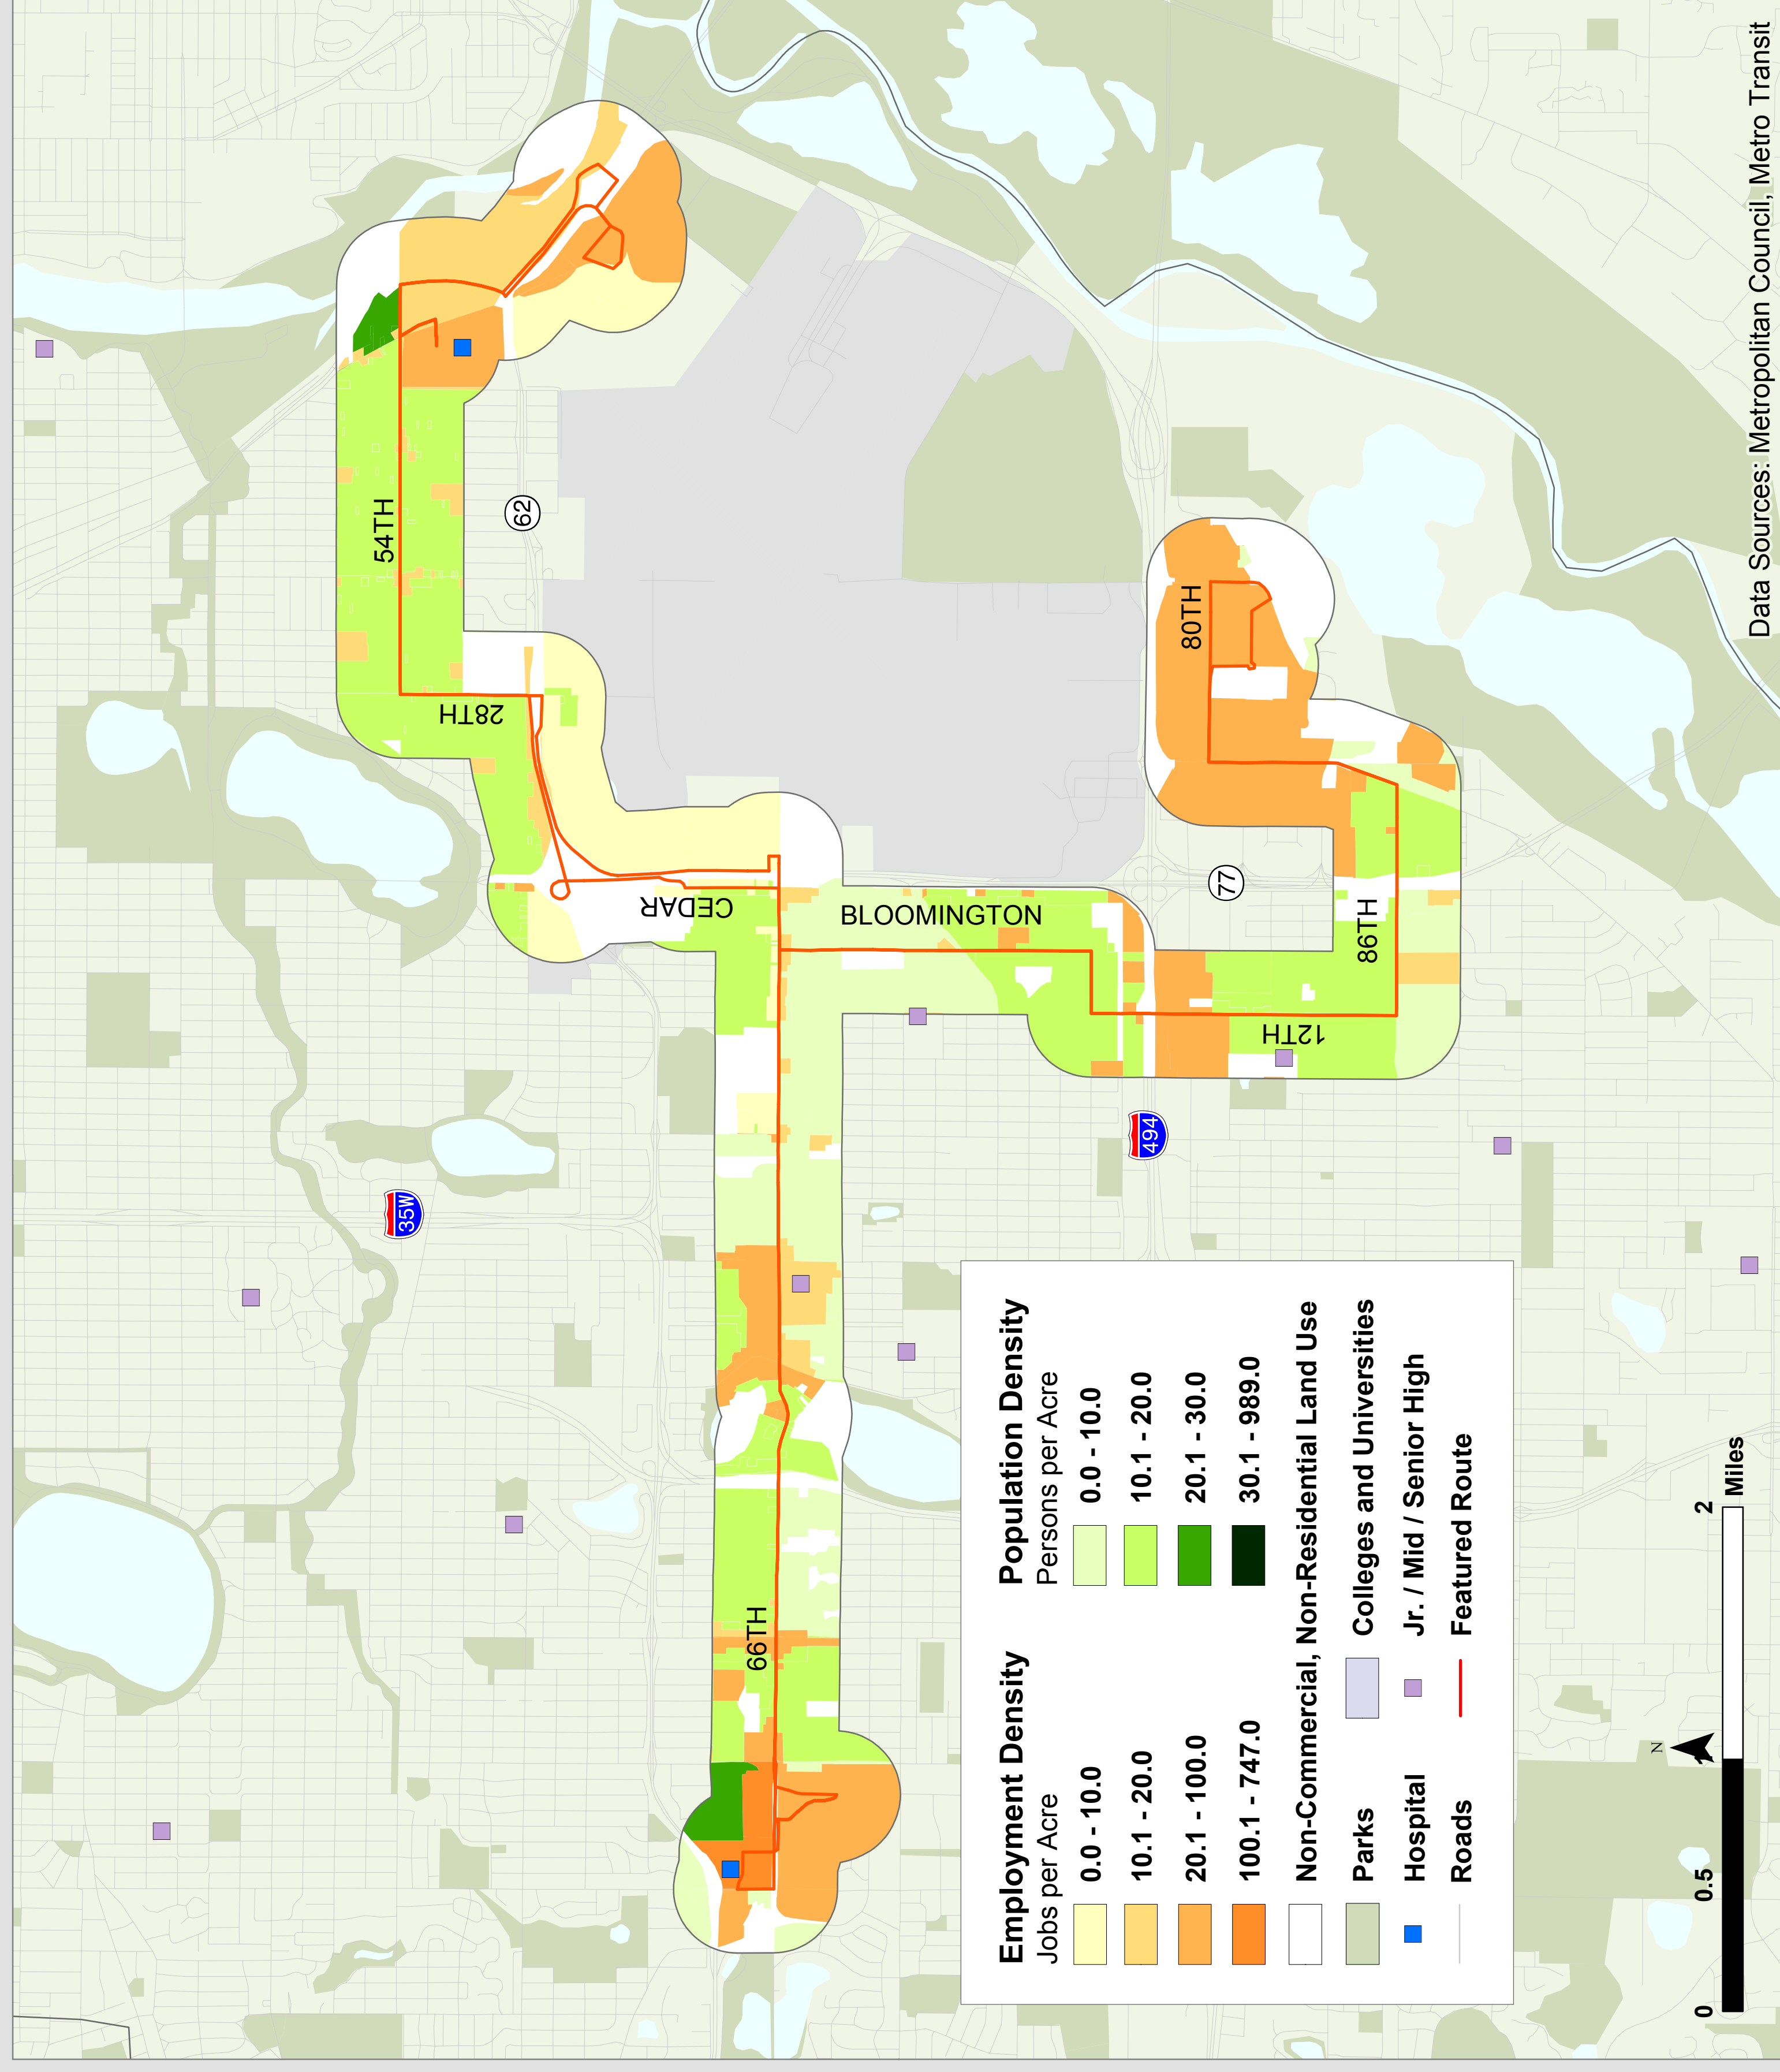 54TH
28TH
62
CEDAR
BLOOMINGTON
80TH
77
86TH
12TH
35W
494
66TH
Employment Density
Jobs per Acre
0.0 - 10.0
10.1 - 20.0
20.1 - 100.0
100.1 - 747.0
Population Density
Persons per Acre
0.0 - 10.0
10.1 - 20.0
20.1 - 30.0
30.1 - 989.0
Non-Commercial, Non-Residential Land Use
Parks
Colleges and Universities
Hospital
Jr. / Mid / Senior High
Roads
Featured Route
N
0 0.5 2
Miles
Data Sources: Metropolitan Council, Metro Transit